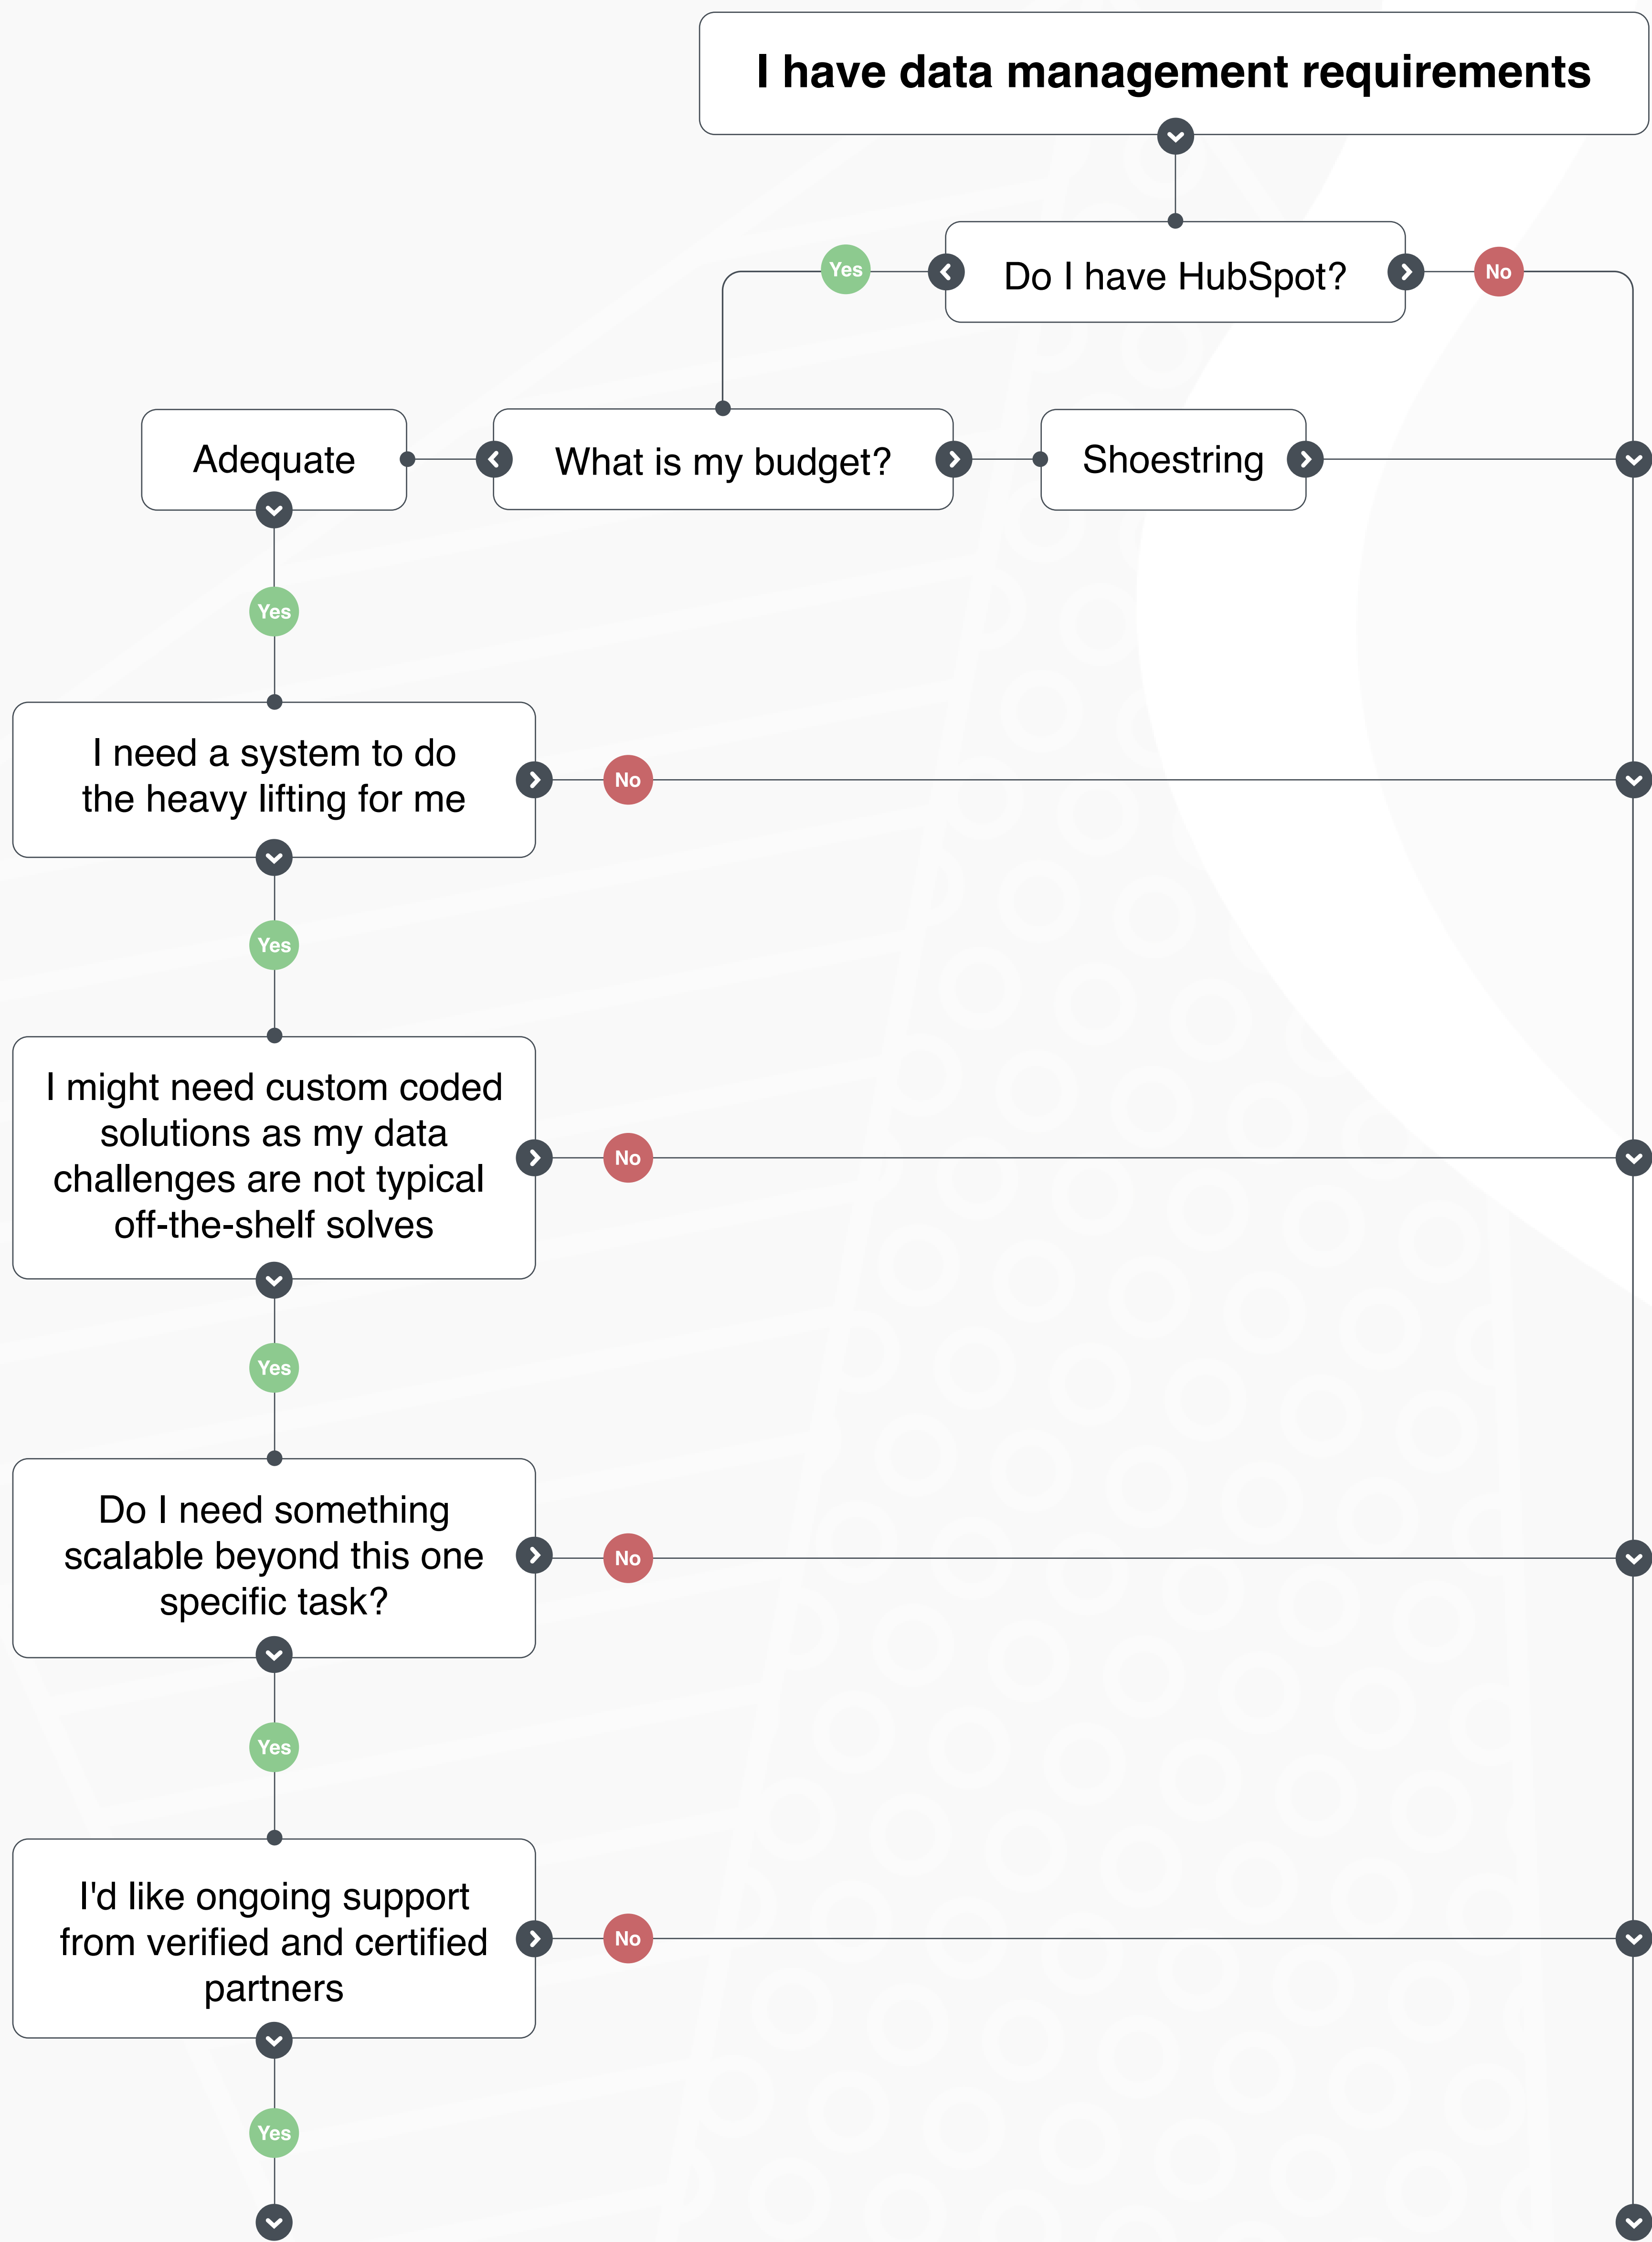 I have data management requirements
Do I have HubSpot?
Yes
No
Adequate
What is my budget?
Shoestring
Yes
I need a system to do
the heavy lifting for me
No
Yes
I might need custom coded
solutions as my data
challenges are not typical
off-the-shelf solves
No
Yes
Do I need something
scalable beyond this one
specific task?
No
Yes
I'd like ongoing support
from verified and certified
partners
No
Yes